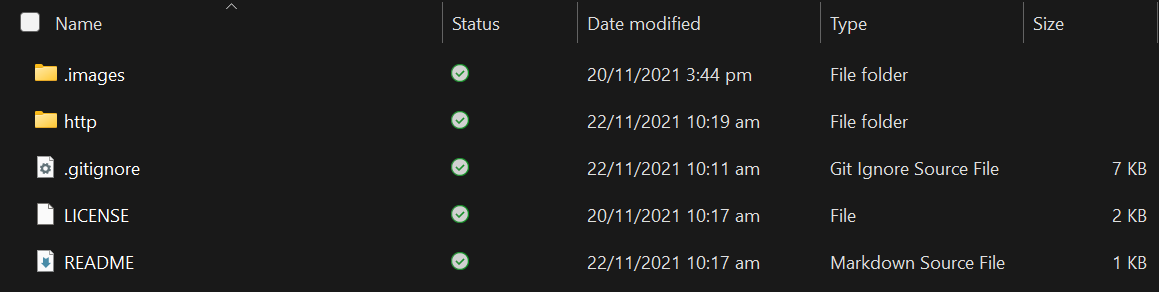 Name Status Date modified Type Size
.images 20/11/2021 3:44 pm File folder
http 22/11/2021 10:19 am File folder
.gitignore 22/11/2021 10:11 am Git Ignore Source File 7 KB
LICENSE 20/11/2021 10:17 am File 2 KB
README 22/11/2021 10:17 am Markdown Source File 1 KB